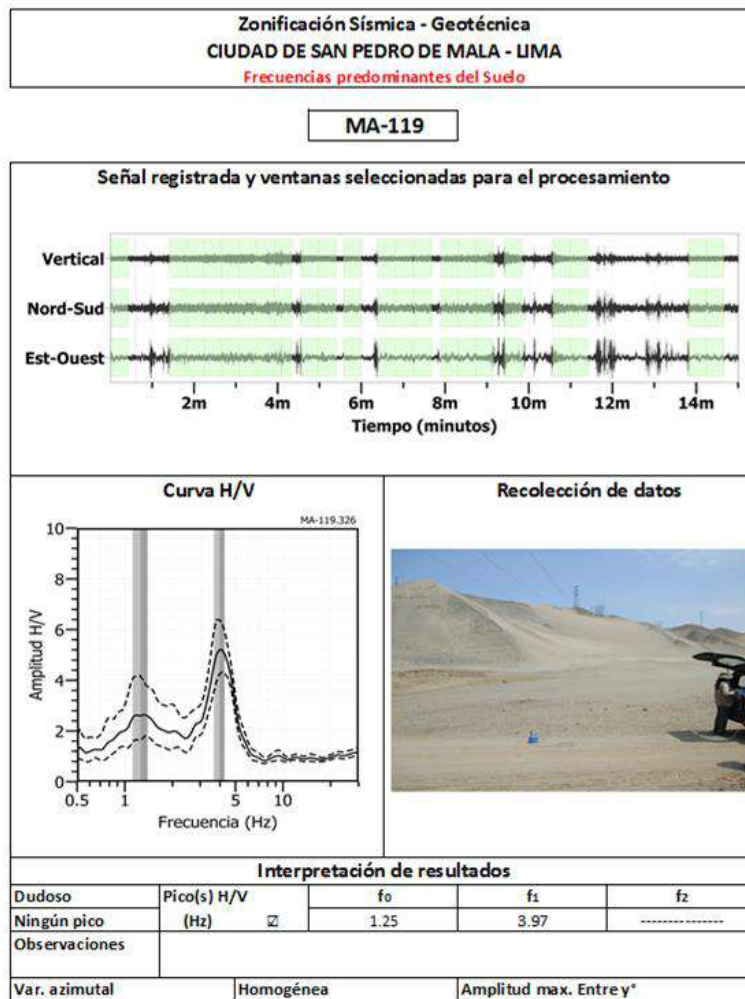 Zonificación Sísmica - Geotécnica
CIUDAD DE SAN PEDRO DE MALA - LIMA
Frecuencias predominantes del Suelo
MA-119
Señal registrada y ventanas seleccionadas para el procesamiento
Vertical
Nord-Sud
Est-Ouest
2m 4m 6m 8m 10m 12m 14m
Tiempo (minutos)
Curva H/V
MA-119.326
10
8
6
4
2
0
Amplitud H/V
0.5 1 5 10
Frecuencia (Hz)
Recolección de datos
Interpretación de resultados
Dudoso Pico(s) H/V f₀ f₁ f₂
Ningún pico (Hz) ☑ 1.25 3.97 ---------------
Observaciones
Var. azimutal Homogénea Amplitud max. Entre y°